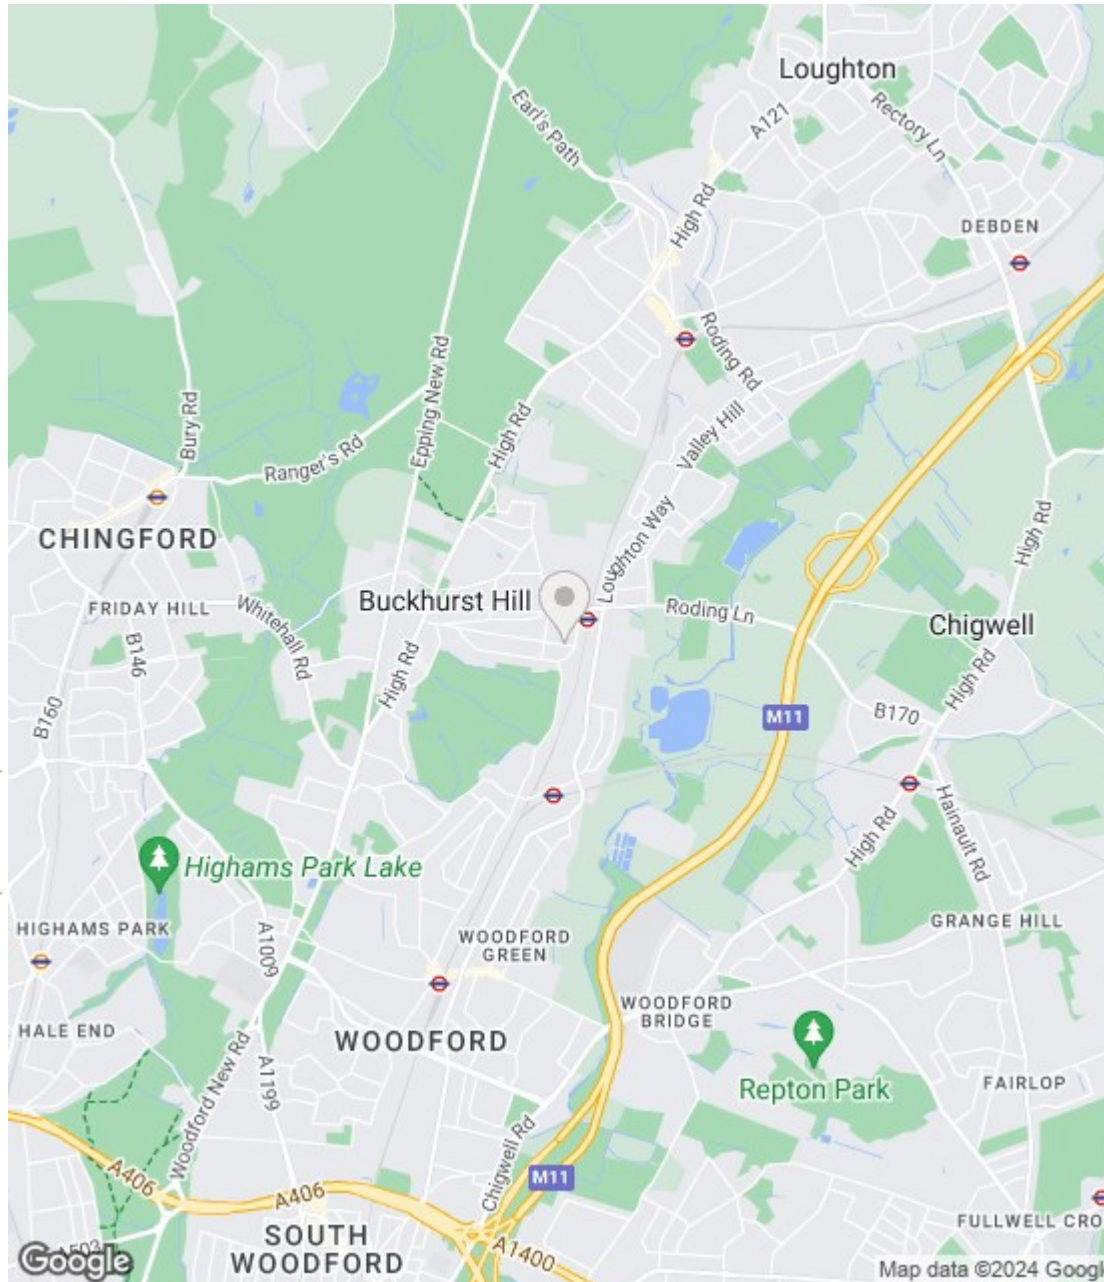 Loughton
Earl's Path
A121
Rectory Ln
High Rd
DEBDEN
Roding Rd
Epping New Rd
Bury Rd
High Rd
Valley Hill
Ranger's Rd
CHINGFORD
High Rd
Loughton Way
FRIDAY HILL
Whitehall Rd
Buckhurst Hill
Roding Ln
Chigwell
B146
High Rd
High Rd
B160
M11
B170
Hainault Rd
High Rd
Highams Park Lake
HIGHAMS PARK
A1009
WOODFORD
GREEN
GRANGE HILL
WOODFORD
BRIDGE
HALE END
WOODFORD
Woodford New Rd
A1199
Repton Park
FAIRLOP
Chigwell Rd
M11
A406
A406
SOUTH
WOODFORD
A1400
FULLWELL CRO
A503
Google
Map data ©2024 Googl